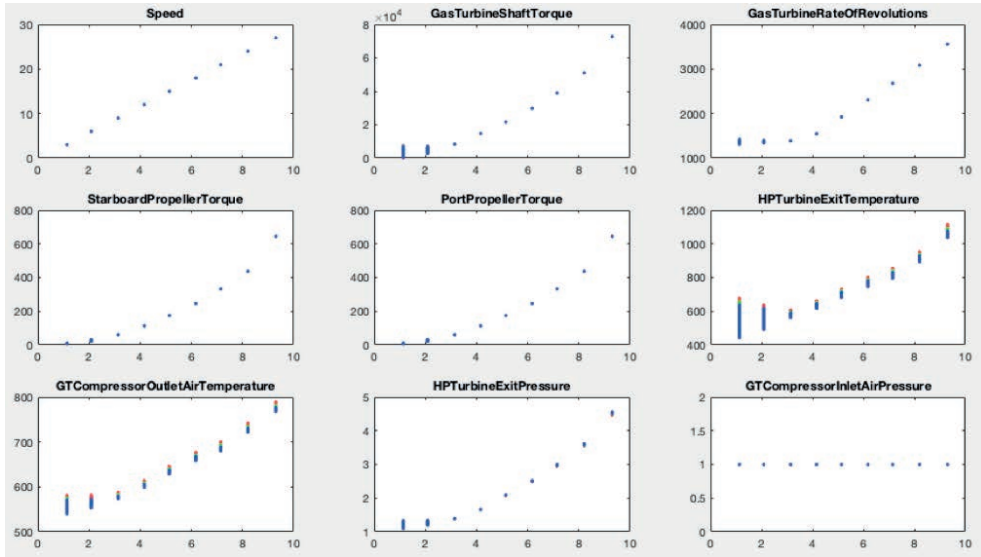 Speed
30
20
10
0
0 2 4 6 8 10
GasTurbineShaftTorque
8 ×10⁴
6
4
2
0
0 2 4 6 8 10
GasTurbineRateOfRevolutions
4000
3000
2000
1000
0 2 4 6 8 10
StarboardPropellerTorque
800
600
400
200
0
0 2 4 6 8 10
PortPropellerTorque
800
600
400
200
0
0 2 4 6 8 10
HPTurbineExitTemperature
1200
1000
800
600
400
0 2 4 6 8 10
GTCompressorOutletAirTemperature
800
700
600
500
0 2 4 6 8 10
HPTurbineExitPressure
5
4
3
2
1
0 2 4 6 8 10
GTCompressorInletAirPressure
2
1.5
1
0.5
0
0 2 4 6 8 10